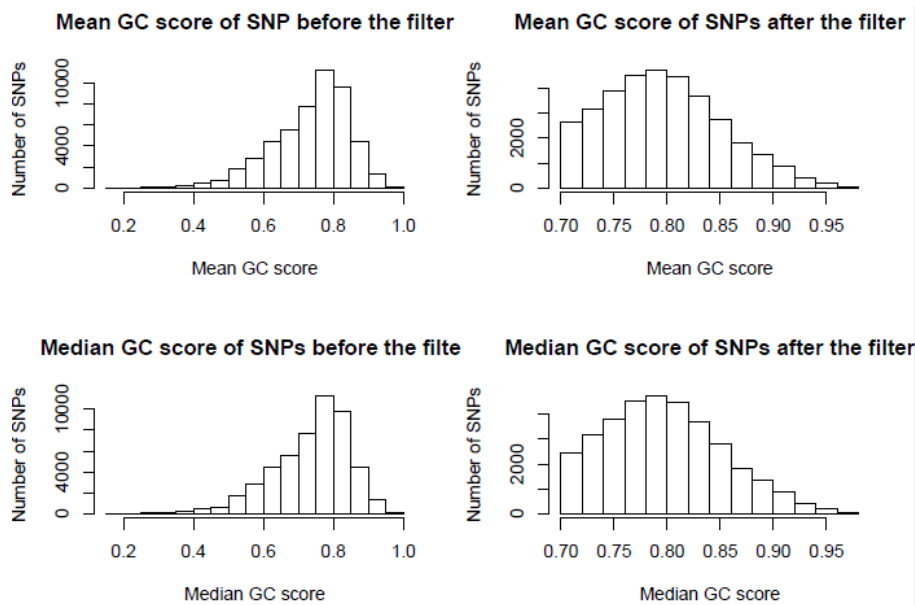 Mean GC score of SNP before the filter
Number of SNPs
0 4000 10000
0.2 0.4 0.6 0.8 1.0
Mean GC score
Mean GC score of SNPs after the filter
Number of SNPs
0 2000
0.70 0.75 0.80 0.85 0.90 0.95
Mean GC score
Median GC score of SNPs before the filte
Number of SNPs
0 4000 10000
0.2 0.4 0.6 0.8 1.0
Median GC score
Median GC score of SNPs after the filter
Number of SNPs
0 2000
0.70 0.75 0.80 0.85 0.90 0.95
Median GC score